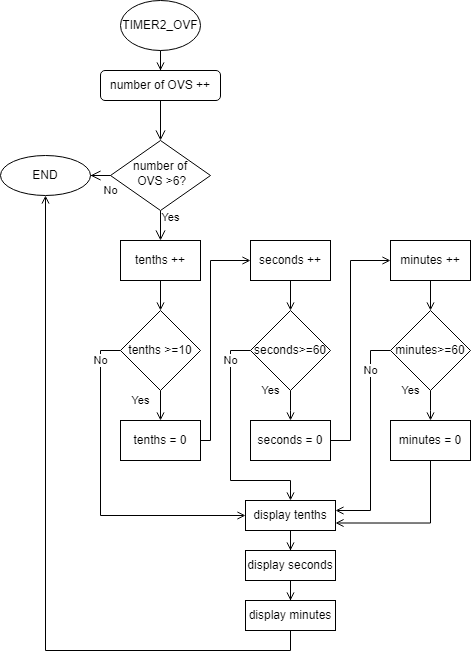 TIMER2_OVF
number of OVS ++
number of
OVS >6?
END
No
Yes
tenths ++
seconds ++
minutes ++
tenths >=10
seconds>=60
minutes>=60
No
No
No
Yes
Yes
Yes
tenths = 0
seconds = 0
minutes = 0
display tenths
display seconds
display minutes